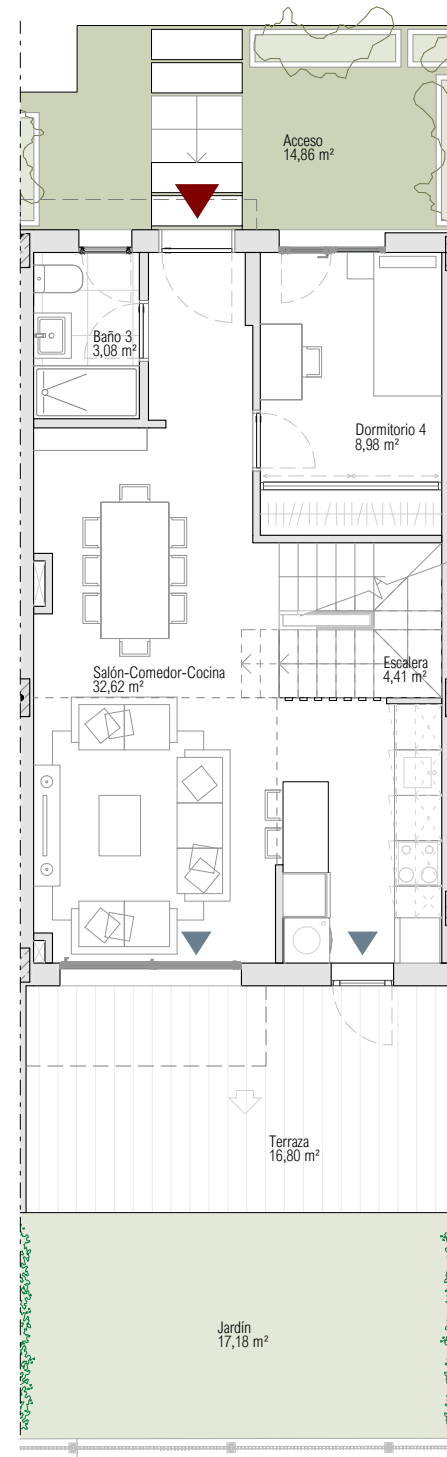 Acceso
14,86 m²
Baño 3
3,08 m²
Dormitorio 4
8,98 m²
Escalera
4,41 m²
Salón-Comedor-Cocina
32,62 m²
Terraza
16,80 m²
Jardín
17,18 m²